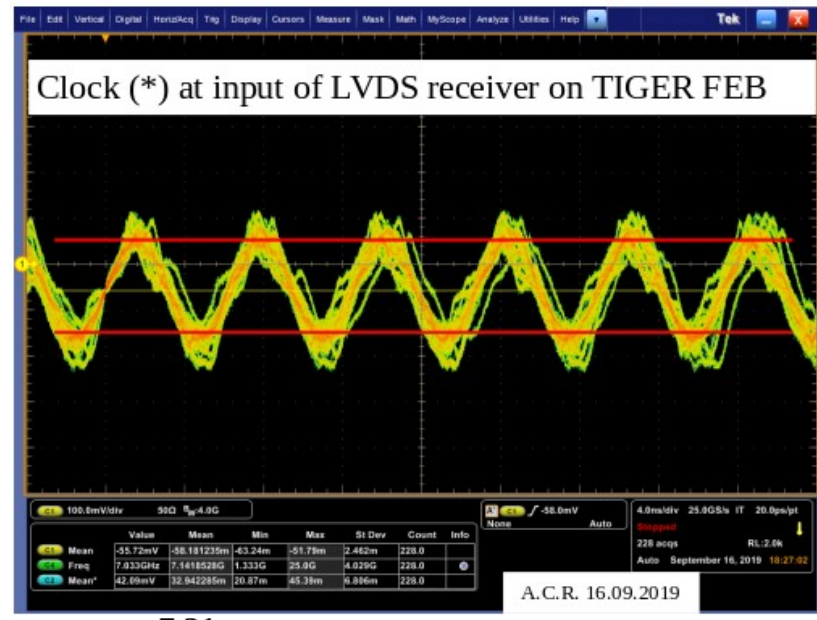 File Edit Vertical Digital Horiz/Acq Trig Display Cursors Measure Mask Math MyScope Analyze Utilities Help Tek X
Clock (*) at input of LVDS receiver on TIGER FEB
1
C1 100.0mV/div 50Ω BW:4.0G
A' C1 -58.0mV
None Auto
4.0ns/div 25.0GS/s IT 20.0ps/pt
Stopped
228 acqs RL:2.0k
Auto September 16, 2019 18:27:02
Value Mean Min Max St Dev Count Info
C1 Mean -55.72mV -58.181235m -63.24m -51.79m 2.462m 228.0
C4 Freq 7.033GHz 7.1418528G 1.333G 25.0G 4.029G 228.0
C2 Mean* 42.09mV 32.942285m 20.87m 45.39m 6.806m 228.0
A.C.R. 16.09.2019